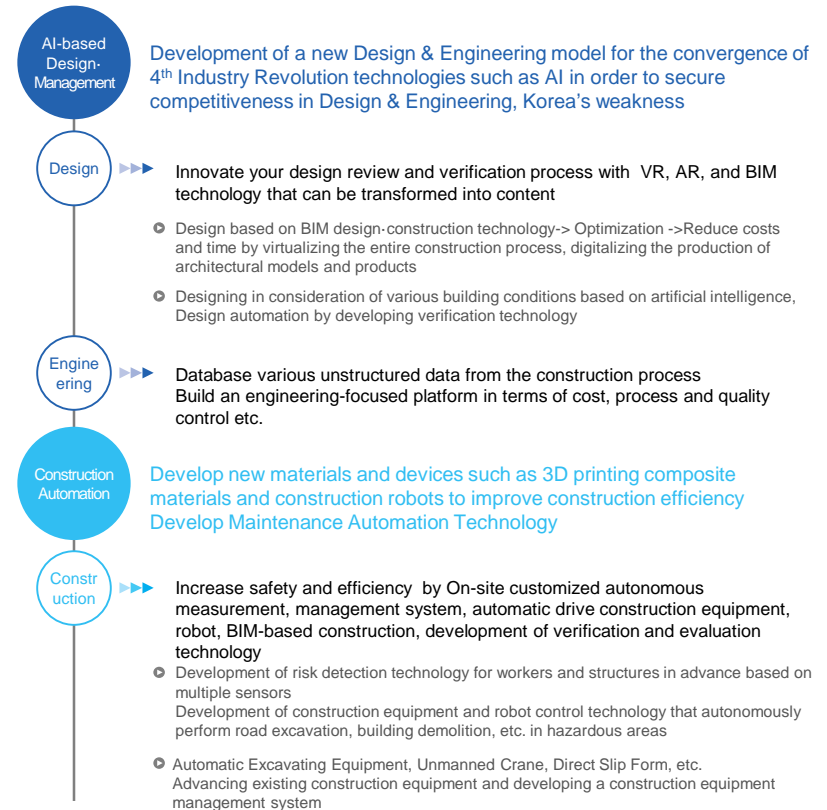 AI-based
Design·
Management
Development of a new Design & Engineering model for the convergence of
4th Industry Revolution technologies such as AI in order to secure
competitiveness in Design & Engineering, Korea's weakness
Design
Innovate your design review and verification process with VR, AR, and BIM
technology that can be transformed into content
Design based on BIM design·construction technology-> Optimization ->Reduce costs
and time by virtualizing the entire construction process, digitalizing the production of
architectural models and products
Designing in consideration of various building conditions based on artificial intelligence,
Design automation by developing verification technology
Engine
ering
Database various unstructured data from the construction process
Build an engineering-focused platform in terms of cost, process and quality
control etc.
Construction
Automation
Develop new materials and devices such as 3D printing composite
materials and construction robots to improve construction efficiency
Develop Maintenance Automation Technology
Constr
uction
Increase safety and efficiency by On-site customized autonomous
measurement, management system, automatic drive construction equipment,
robot, BIM-based construction, development of verification and evaluation
technology
Development of risk detection technology for workers and structures in advance based on
multiple sensors
Development of construction equipment and robot control technology that autonomously
perform road excavation, building demolition, etc. in hazardous areas
Automatic Excavating Equipment, Unmanned Crane, Direct Slip Form, etc.
Advancing existing construction equipment and developing a construction equipment
management system